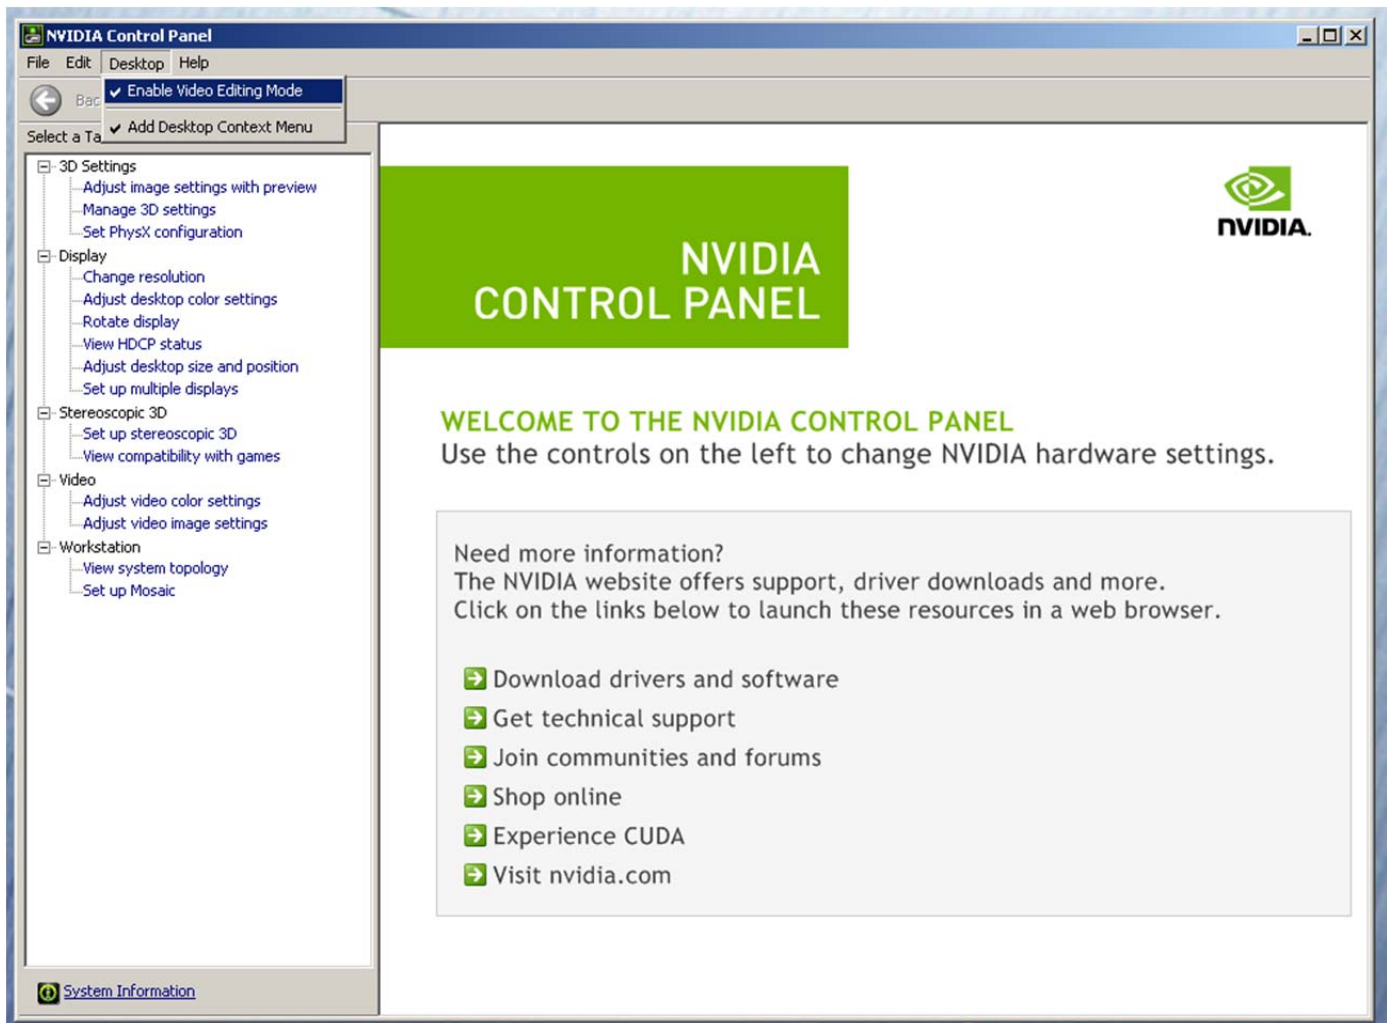 NVIDIA Control Panel
File Edit Desktop Help
Bac
Enable Video Editing Mode
Add Desktop Context Menu
Select a Ta
3D Settings
Adjust image settings with preview
Manage 3D settings
Set PhysX configuration
Display
Change resolution
Adjust desktop color settings
Rotate display
View HDCP status
Adjust desktop size and position
Set up multiple displays
Stereoscopic 3D
Set up stereoscopic 3D
View compatibility with games
Video
Adjust video color settings
Adjust video image settings
Workstation
View system topology
Set up Mosaic
System Information
NVIDIA
CONTROL PANEL
NVIDIA.
WELCOME TO THE NVIDIA CONTROL PANEL
Use the controls on the left to change NVIDIA hardware settings.
Need more information?
The NVIDIA website offers support, driver downloads and more.
Click on the links below to launch these resources in a web browser.
Download drivers and software
Get technical support
Join communities and forums
Shop online
Experience CUDA
Visit nvidia.com